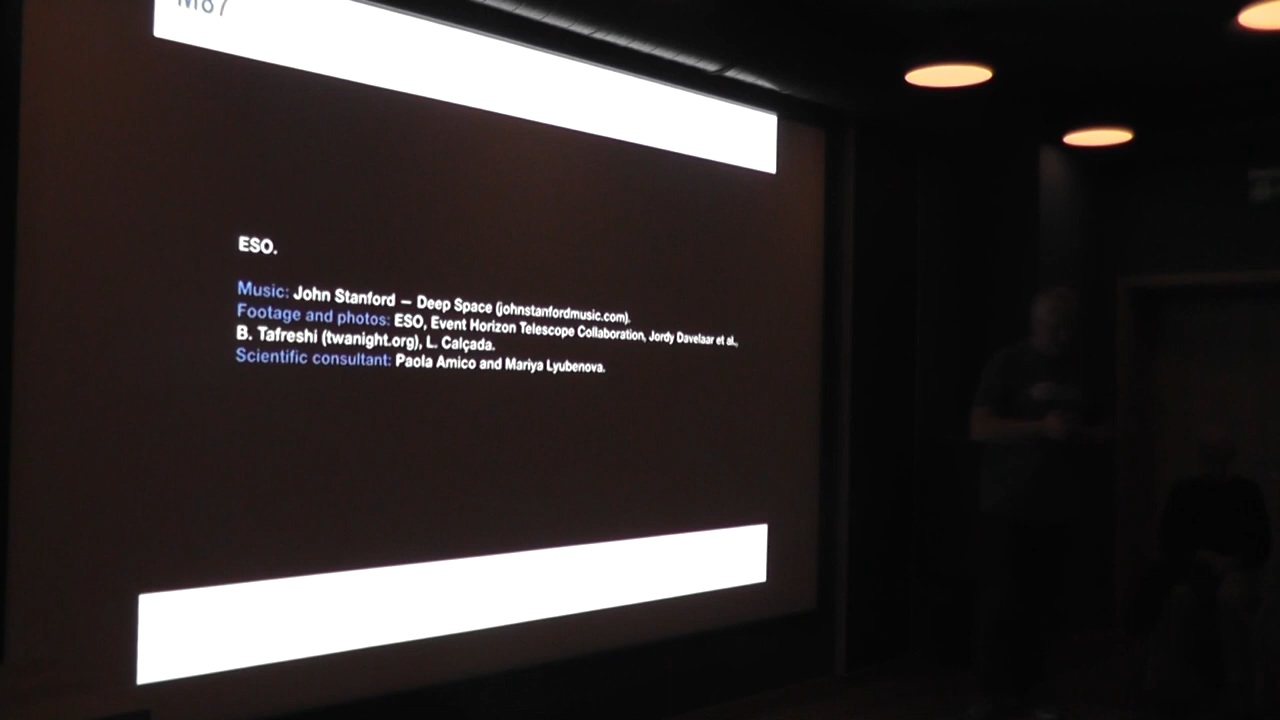 M87
ESO.
Music: John Stanford – Deep Space (johnstanfordmusic.com).
Footage and photos: ESO, Event Horizon Telescope Collaboration, Jordy Davelaar et al.,
B. Tafreshi (twanight.org), L. Calçada.
Scientific consultant: Paola Amico and Mariya Lyubenova.